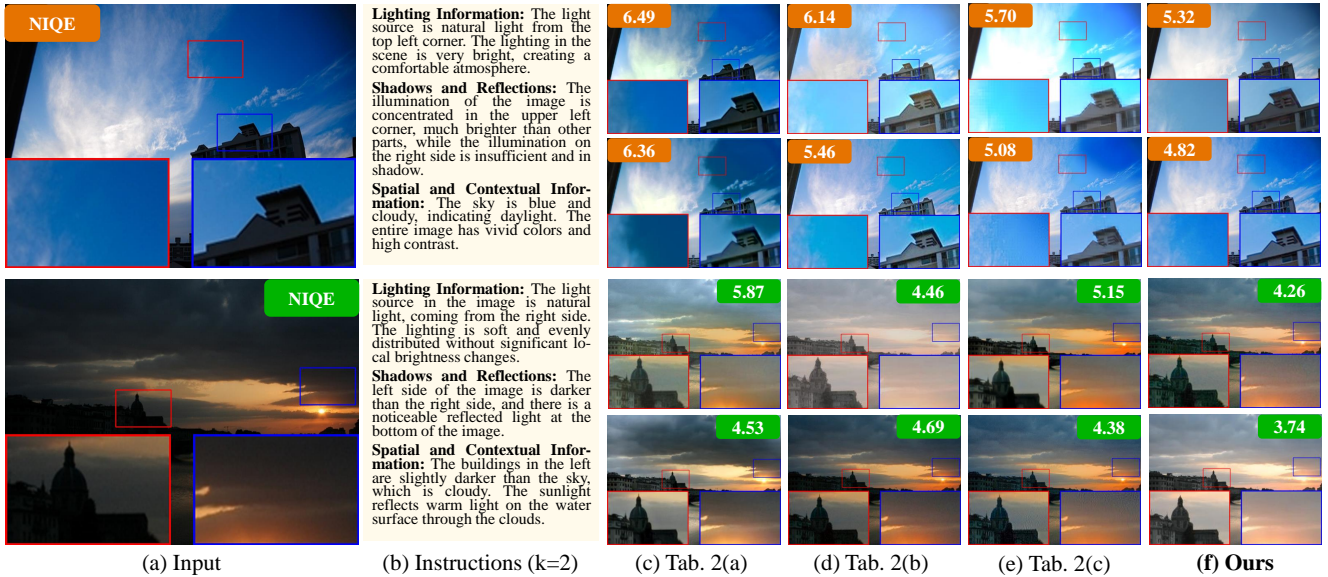 NIQE
Lighting Information: The light
source is natural light from the
top left corner. The lighting in the
scene is very bright, creating a
comfortable atmosphere.
Shadows and Reflections: The
illumination of the image is
concentrated in the upper left
corner, much brighter than other
parts, while the illumination on
the right side is insufficient and in
shadow.
Spatial and Contextual Infor-
mation: The sky is blue and
cloudy, indicating daylight. The
entire image has vivid colors and
high contrast.
6.49
6.14
5.70
5.32
6.36
5.46
5.08
4.82
NIQE
Lighting Information: The light
source in the image is natural
light, coming from the right side.
The lighting is soft and evenly
distributed without significant lo-
cal brightness changes.
Shadows and Reflections: The
left side of the image is darker
than the right side, and there is a
noticeable reflected light at the
bottom of the image.
Spatial and Contextual Infor-
mation: The buildings in the left
are slightly darker than the sky,
which is cloudy. The sunlight
reflects warm light on the water
surface through the clouds.
5.87
4.46
5.15
4.26
4.53
4.69
4.38
3.74
(a) Input
(b) Instructions (k=2)
(c) Tab. 2(a)
(d) Tab. 2(b)
(e) Tab. 2(c)
(f) Ours